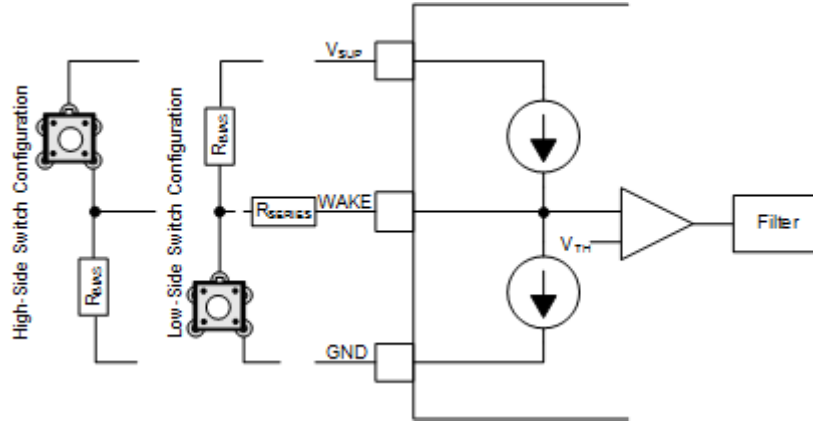 High-Side Switch Configuration
RBIAS
Low-Side Switch Configuration
RBIAS
VSUP
RSERIES
WAKE
GND
VTH
Filter